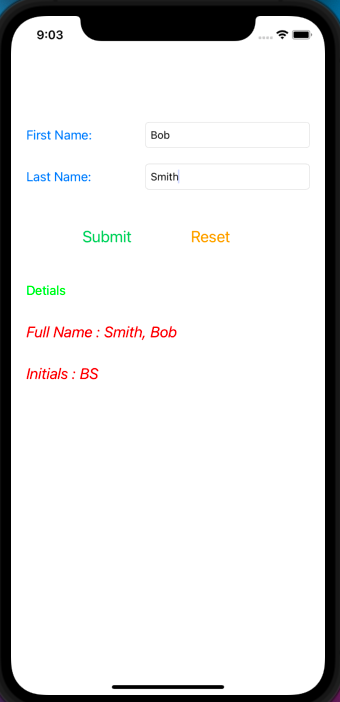 9:03
First Name: Bob
Last Name: Smith
Submit Reset
Detials
Full Name : Smith, Bob
Initials : BS